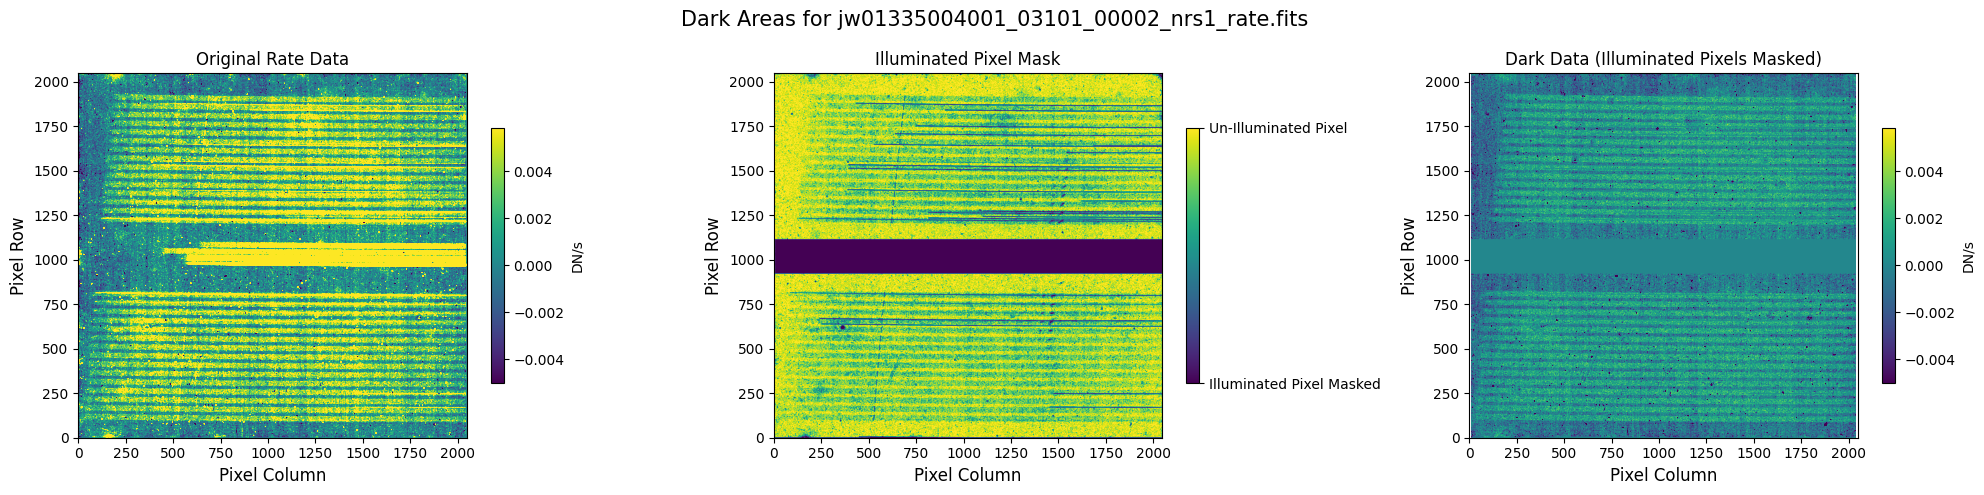 Dark Areas for jw01335004001_03101_00002_nrs1_rate.fits
Original Rate Data
2000
1750
1500
1250
1000
750
500
250
0
Pixel Row
0 250 500 750 1000 1250 1500 1750 2000
Pixel Column
0.004
0.002
0.000
−0.002
−0.004
DN/s
Illuminated Pixel Mask
2000
1750
1500
1250
1000
750
500
250
0
Pixel Row
0 250 500 750 1000 1250 1500 1750 2000
Pixel Column
Un-Illuminated Pixel
Illuminated Pixel Masked
Dark Data (Illuminated Pixels Masked)
2000
1750
1500
1250
1000
750
500
250
0
Pixel Row
0 250 500 750 1000 1250 1500 1750 2000
Pixel Column
0.004
0.002
0.000
−0.002
−0.004
DN/s